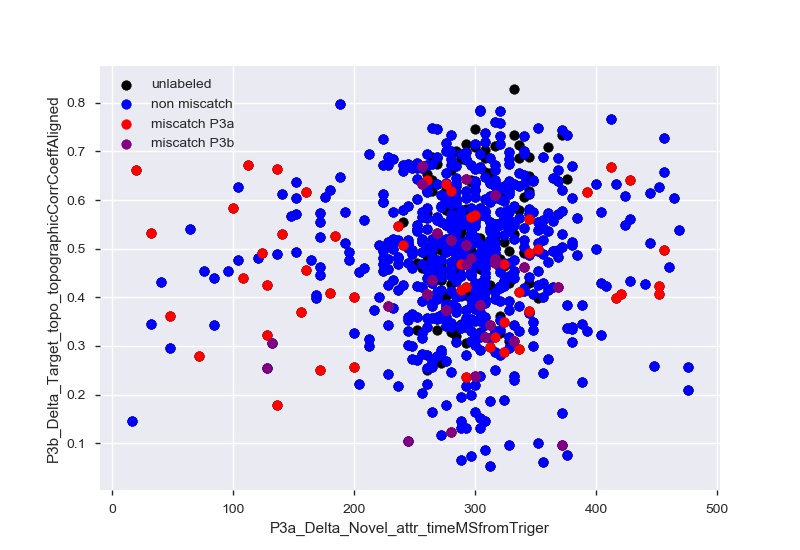 unlabeled
non miscatch
miscatch P3a
miscatch P3b
0.8
0.7
0.6
0.5
0.4
0.3
0.2
0.1
P3b_Delta_Target_topo_topographicCorrCoeffAligned
0 100 200 300 400 500
P3a_Delta_Novel_attr_timeMSfromTriger